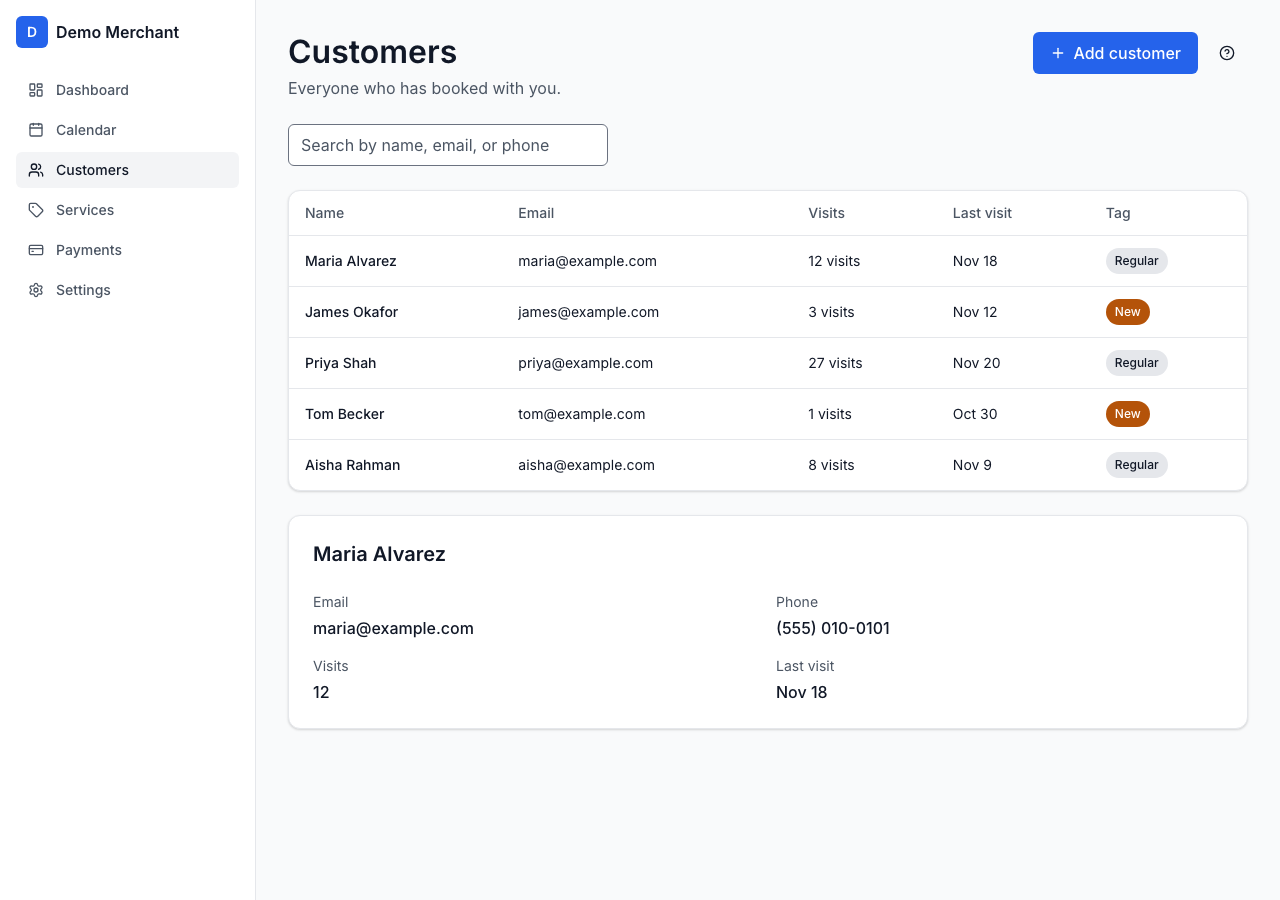 D Demo Merchant
Dashboard
Calendar
Customers
Services
Payments
Settings
Customers
Everyone who has booked with you.
+ Add customer
Search by name, email, or phone
Name Email Visits Last visit Tag
Maria Alvarez maria@example.com 12 visits Nov 18 Regular
James Okafor james@example.com 3 visits Nov 12 New
Priya Shah priya@example.com 27 visits Nov 20 Regular
Tom Becker tom@example.com 1 visits Oct 30 New
Aisha Rahman aisha@example.com 8 visits Nov 9 Regular
Maria Alvarez
Email Phone
maria@example.com (555) 010-0101
Visits Last visit
12 Nov 18